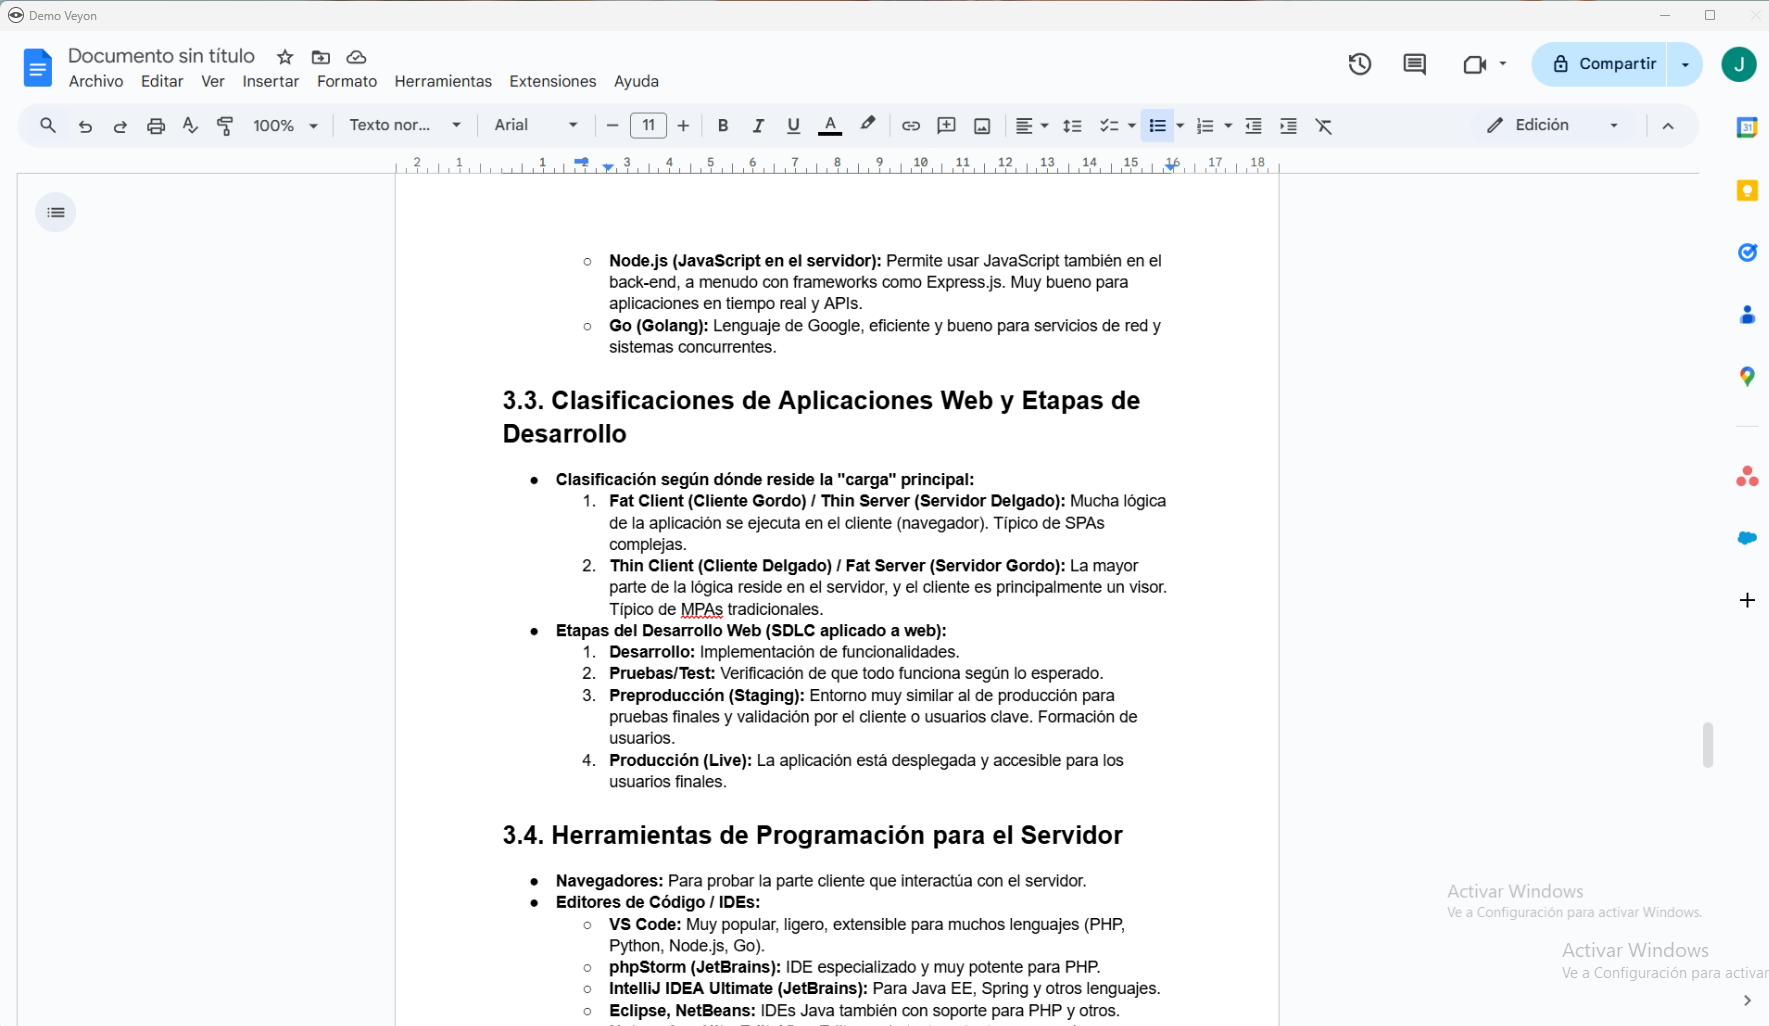 Demo Veyon
Documento sin título
Archivo Editar Ver Insertar Formato Herramientas Extensiones Ayuda
Compartir
J
100% Texto nor... Arial 11 B I U A Edición
2 1 1 2 3 4 5 6 7 8 9 10 11 12 13 14 15 16 17 18
31
○ Node.js (JavaScript en el servidor): Permite usar JavaScript también en el
back-end, a menudo con frameworks como Express.js. Muy bueno para
aplicaciones en tiempo real y APIs.
○ Go (Golang): Lenguaje de Google, eficiente y bueno para servicios de red y
sistemas concurrentes.
3.3. Clasificaciones de Aplicaciones Web y Etapas de
Desarrollo
● Clasificación según dónde reside la "carga" principal:
1. Fat Client (Cliente Gordo) / Thin Server (Servidor Delgado): Mucha lógica
de la aplicación se ejecuta en el cliente (navegador). Típico de SPAs
complejas.
2. Thin Client (Cliente Delgado) / Fat Server (Servidor Gordo): La mayor
parte de la lógica reside en el servidor, y el cliente es principalmente un visor.
Típico de MPAs tradicionales.
● Etapas del Desarrollo Web (SDLC aplicado a web):
1. Desarrollo: Implementación de funcionalidades.
2. Pruebas/Test: Verificación de que todo funciona según lo esperado.
3. Preproducción (Staging): Entorno muy similar al de producción para
pruebas finales y validación por el cliente o usuarios clave. Formación de
usuarios.
4. Producción (Live): La aplicación está desplegada y accesible para los
usuarios finales.
3.4. Herramientas de Programación para el Servidor
● Navegadores: Para probar la parte cliente que interactúa con el servidor.
● Editores de Código / IDEs:
○ VS Code: Muy popular, ligero, extensible para muchos lenguajes (PHP,
Python, Node.js, Go).
○ phpStorm (JetBrains): IDE especializado y muy potente para PHP.
○ IntelliJ IDEA Ultimate (JetBrains): Para Java EE, Spring y otros lenguajes.
○ Eclipse, NetBeans: IDEs Java también con soporte para PHP y otros.
Activar Windows
Ve a Configuración para activar Windows.
Activar Windows
Ve a Configuración para activar